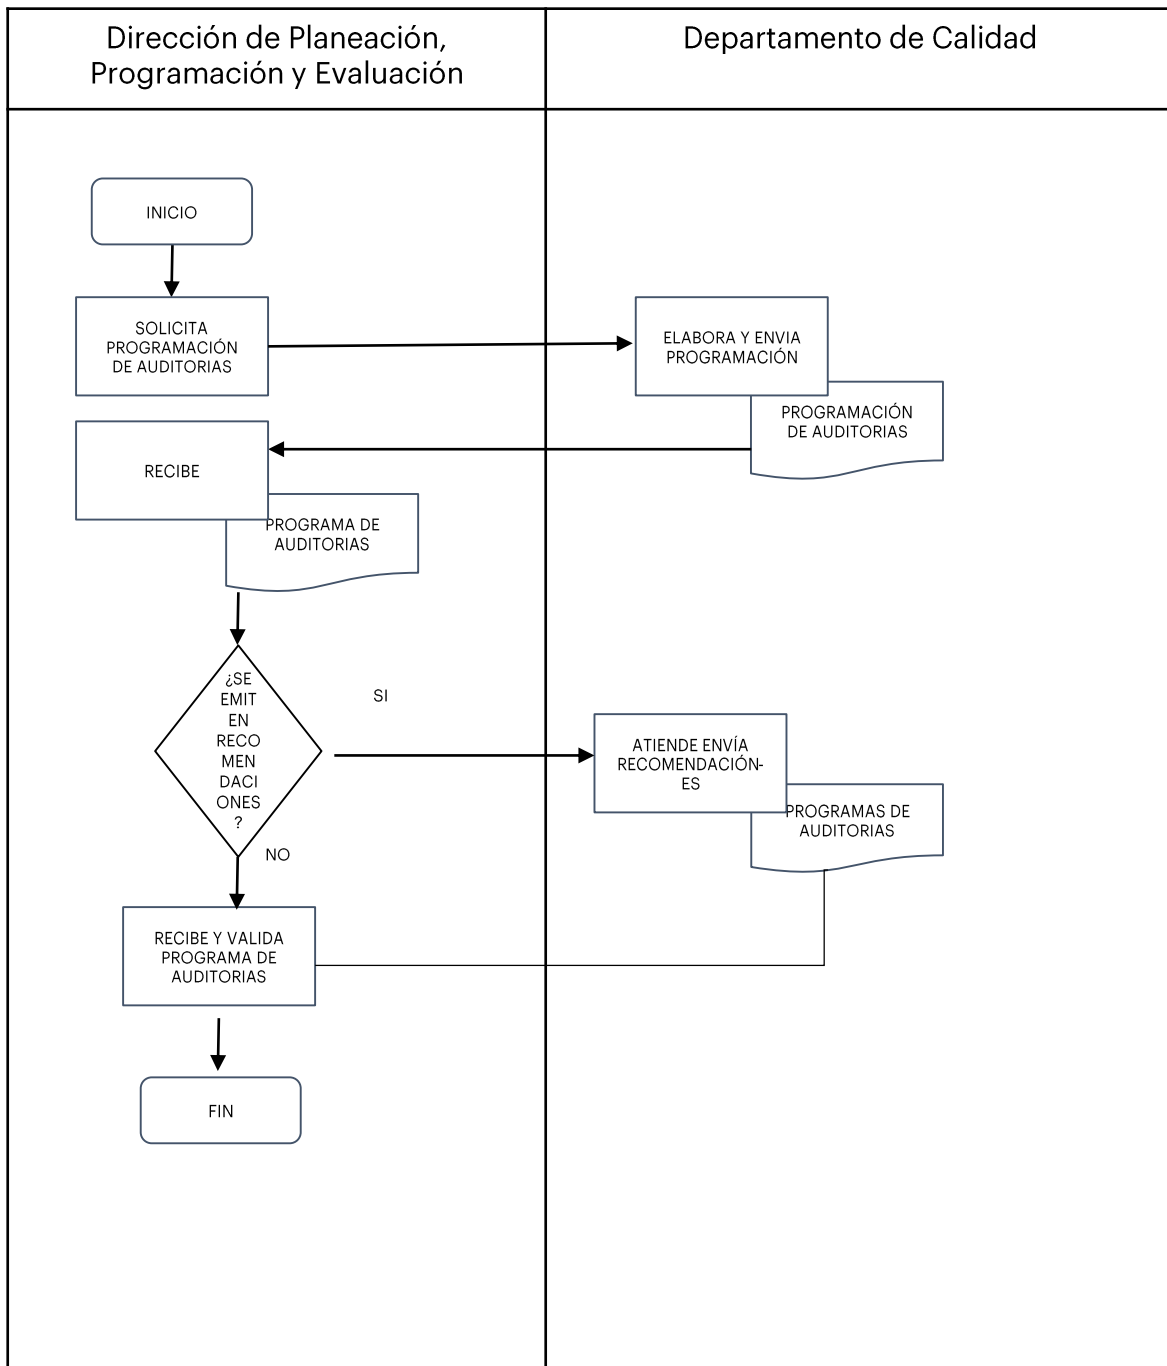 Dirección de Planeación,
Programación y Evaluación
Departamento de Calidad
INICIO
SOLICITA
PROGRAMACIÓN
DE AUDITORIAS
ELABORA Y ENVIA
PROGRAMACIÓN
PROGRAMACIÓN
DE AUDITORIAS
RECIBE
PROGRAMA DE
AUDITORIAS
¿SE
EMIT
EN
RECO
MEN
DACI
ONES
?
SI
ATIENDE ENVÍA
RECOMENDACIÓN-
ES
PROGRAMAS DE
AUDITORIAS
NO
RECIBE Y VALIDA
PROGRAMA DE
AUDITORIAS
FIN